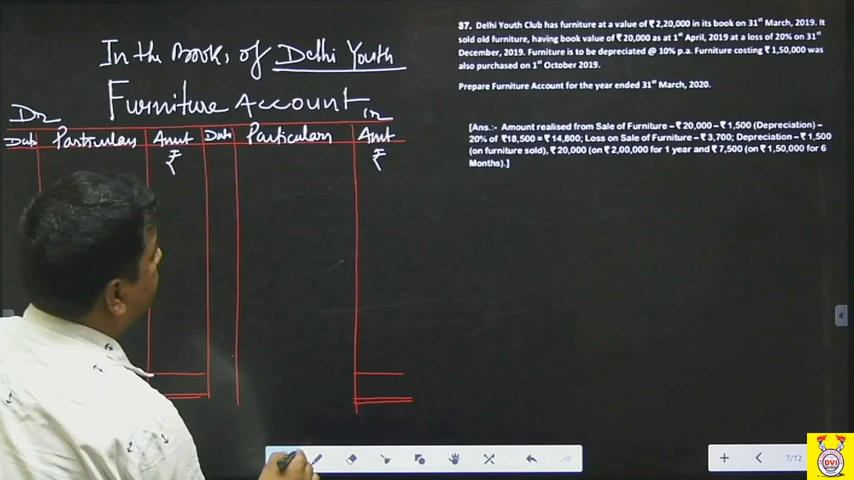 In the Book, of Delhi Youth
Furniture Account
Dr
Cr
Date Particulars Amt Date Particulars Amt
₹ ₹
37. Delhi Youth Club has furniture at a value of ₹ 2,20,000 in its book on 31st March, 2019. It
sold old furniture, having book value of ₹ 20,000 as at 1st April, 2019 at a loss of 20% on 31st
December, 2019. Furniture is to be depreciated @ 10% p.a. Furniture costing ₹ 1,50,000 was
also purchased on 1st October 2019.
Prepare Furniture Account for the year ended 31st March, 2020.
[Ans.:- Amount realised from Sale of Furniture – ₹ 20,000 – ₹ 1,500 (Depreciation) –
20% of ₹18,500 = ₹ 14,800; Loss on Sale of Furniture – ₹ 3,700; Depreciation – ₹ 1,500
(on furniture sold), ₹ 20,000 (on ₹ 2,00,000 for 1 year and ₹ 7,500 (on ₹ 1,50,000 for 6
Months).]
7/12
DVI